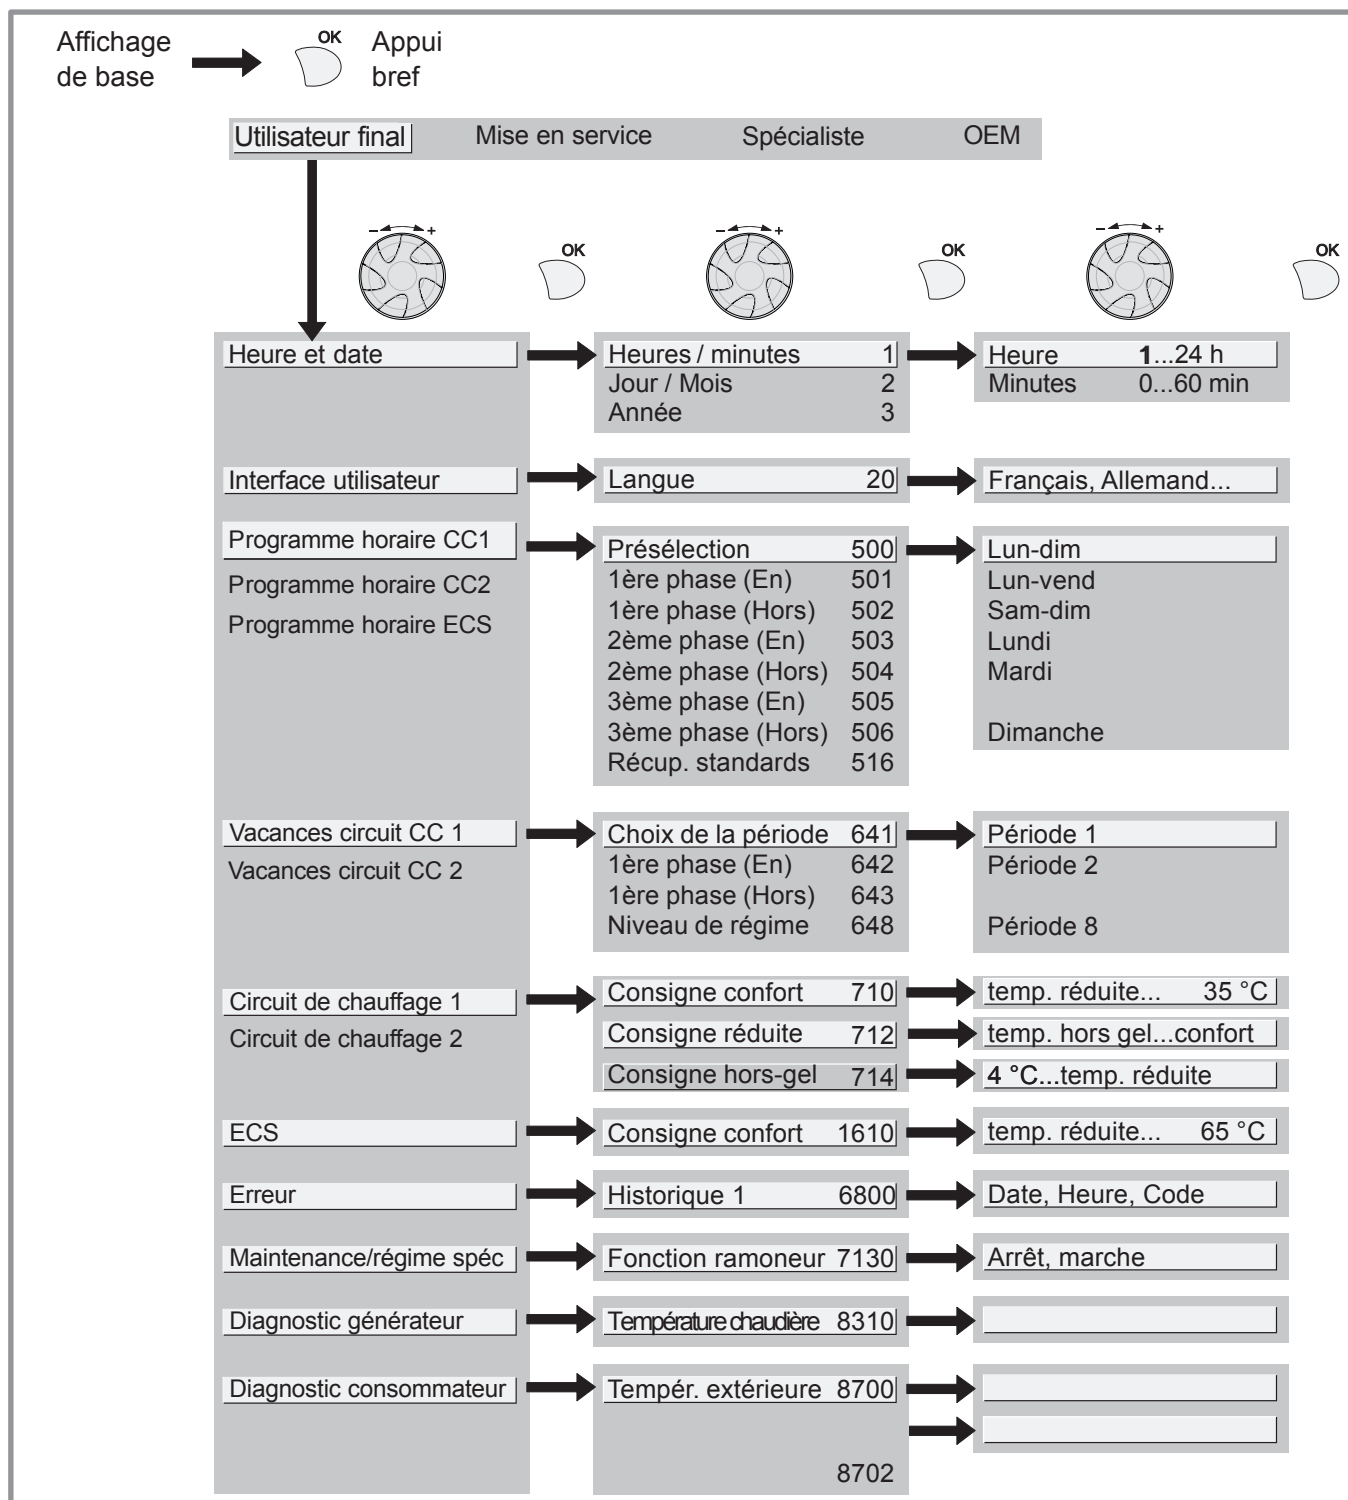 Affichage
de base
OK
Appui
bref
Utilisateur final Mise en service Spécialiste OEM
- + OK - + OK - + OK
Heure et date Heures / minutes 1 Heure 1...24 h
Jour / Mois 2 Minutes 0...60 min
Année 3
Interface utilisateur Langue 20 Français, Allemand...
Programme horaire CC1 Présélection 500 Lun-dim
Programme horaire CC2 1ère phase (En) 501 Lun-vend
Programme horaire ECS 1ère phase (Hors) 502 Sam-dim
2ème phase (En) 503 Lundi
2ème phase (Hors) 504 Mardi
3ème phase (En) 505
3ème phase (Hors) 506 Dimanche
Récup. standards 516
Vacances circuit CC 1 Choix de la période 641 Période 1
Vacances circuit CC 2 1ère phase (En) 642 Période 2
1ère phase (Hors) 643
Niveau de régime 648 Période 8
Circuit de chauffage 1 Consigne confort 710 temp. réduite... 35 °C
Circuit de chauffage 2 Consigne réduite 712 temp. hors gel...confort
Consigne hors-gel 714 4 °C...temp. réduite
ECS Consigne confort 1610 temp. réduite... 65 °C
Erreur Historique 1 6800 Date, Heure, Code
Maintenance/régime spéc Fonction ramoneur 7130 Arrêt, marche
Diagnostic générateur Température chaudière 8310
Diagnostic consommateur Tempér. extérieure 8700
8702